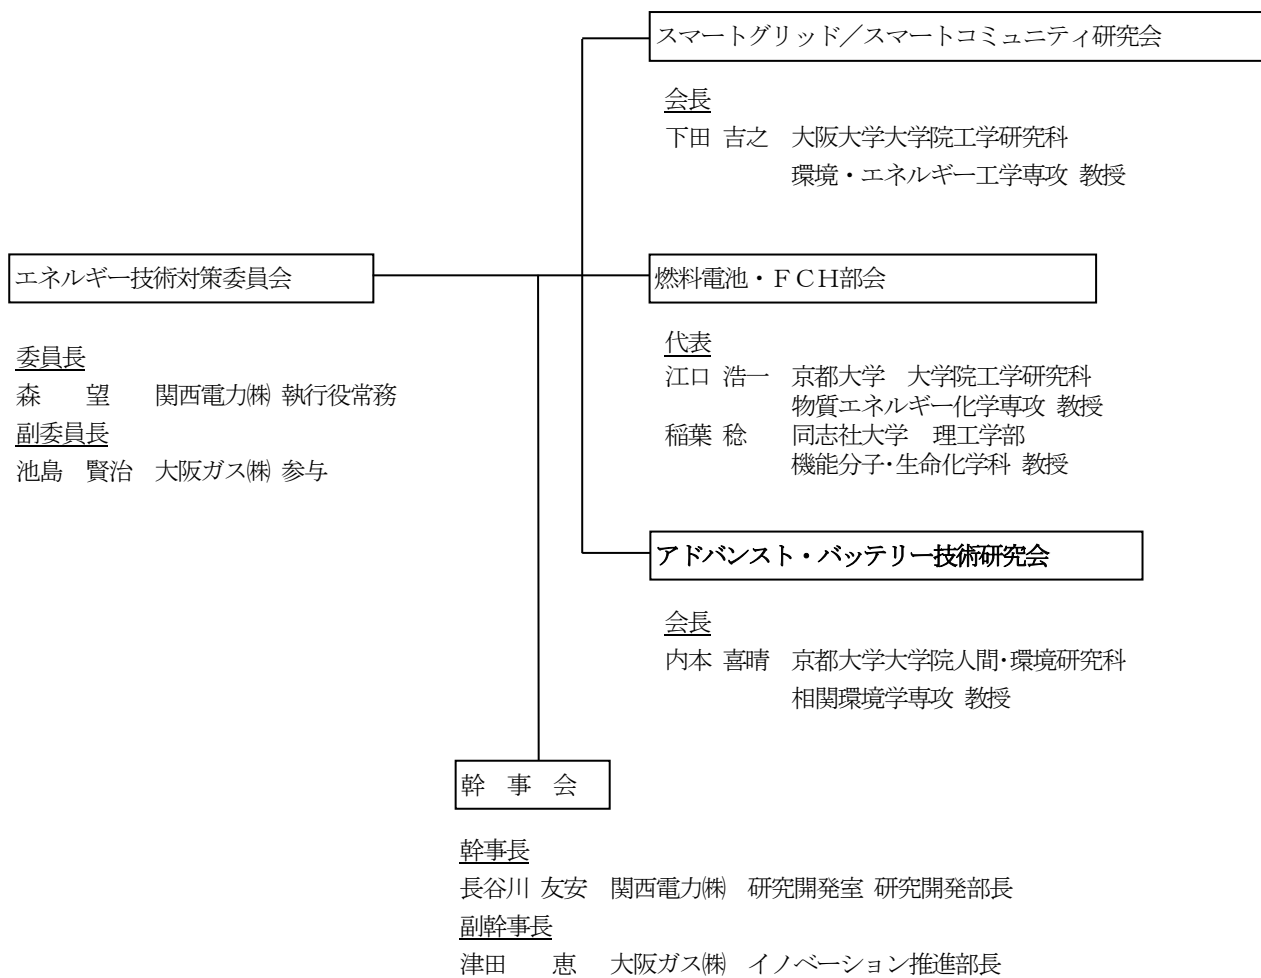 スマートグリッド／スマートコミュニティ研究会
会長
下田 吉之 大阪大学大学院工学研究科
環境・エネルギー工学専攻 教授
エネルギー技術対策委員会
委員長
森 望 関西電力㈱ 執行役常務
副委員長
池島 賢治 大阪ガス㈱ 参与
燃料電池・ＦＣＨ部会
代表
江口 浩一 京都大学 大学院工学研究科
物質エネルギー化学専攻 教授
稲葉 稔 同志社大学 理工学部
機能分子･生命化学科 教授
アドバンスト・バッテリー技術研究会
会長
内本 喜晴 京都大学大学院人間･環境研究科
相関環境学専攻 教授
幹 事 会
幹事長
長谷川 友安 関西電力㈱ 研究開発室 研究開発部長
副幹事長
津田 恵 大阪ガス㈱ イノベーション推進部長